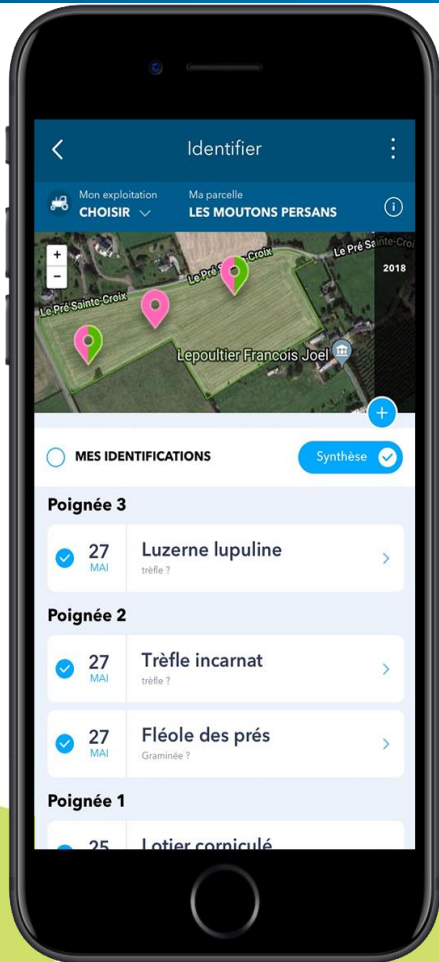 Identifier
Mon exploitation
CHOISIR
Ma parcelle
LES MOUTONS PERSANS
+
-
Le Pré Sainte-Croix
Le Pré Sainte-Croix
Le Pré Sainte-Cro
2018
Lepoultier Francois Joel
+
MES IDENTIFICATIONS
Synthèse
Poignée 3
27
MAI
Luzerne lupuline
trèfle ?
Poignée 2
27
MAI
Trèfle incarnat
trèfle ?
27
MAI
Fléole des prés
Graminée ?
Poignée 1
25
Lotier corniculé